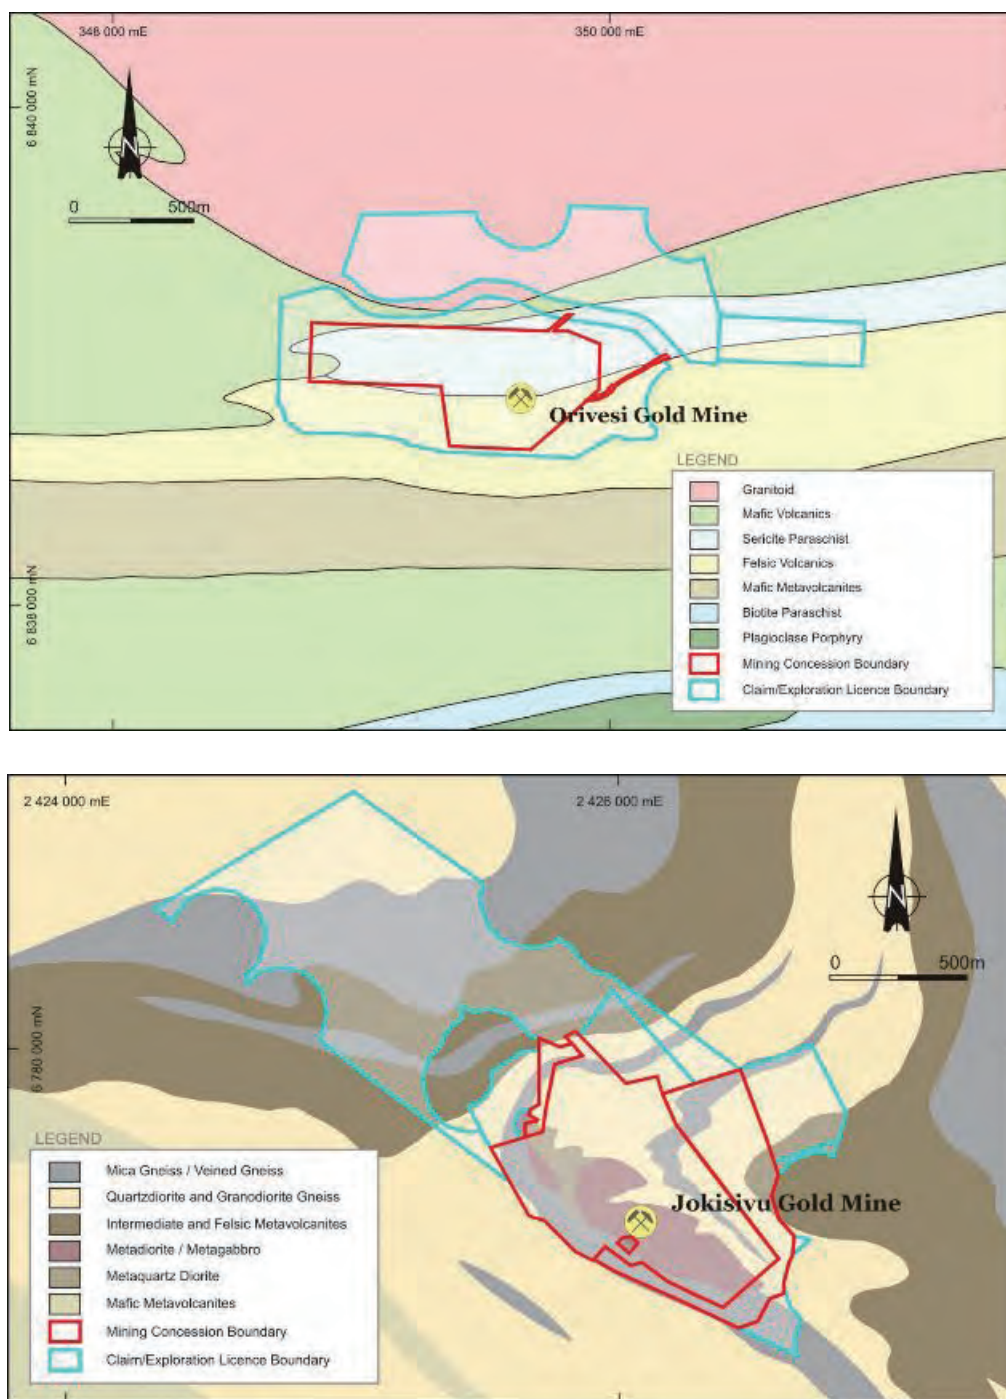 348 000 mE
350 000 mE
6 840 000 mN
N
0 500m
Orivesi Gold Mine
LEGEND
Granitoid
Mafic Volcanics
Sericite Paraschist
Felsic Volcanics
Mafic Metavolcanites
Biotite Paraschist
Plagioclase Porphyry
Mining Concession Boundary
Claim/Exploration Licence Boundary
6 838 000 mN
2 424 000 mE
2 426 000 mE
N
0 500m
6 780 000 mN
LEGEND
Mica Gneiss / Veined Gneiss
Quartzdiorite and Granodiorite Gneiss
Intermediate and Felsic Metavolcanites
Metadiorite / Metagabbro
Metaquartz Diorite
Mafic Metavolcanites
Mining Concession Boundary
Claim/Exploration Licence Boundary
Jokisivu Gold Mine